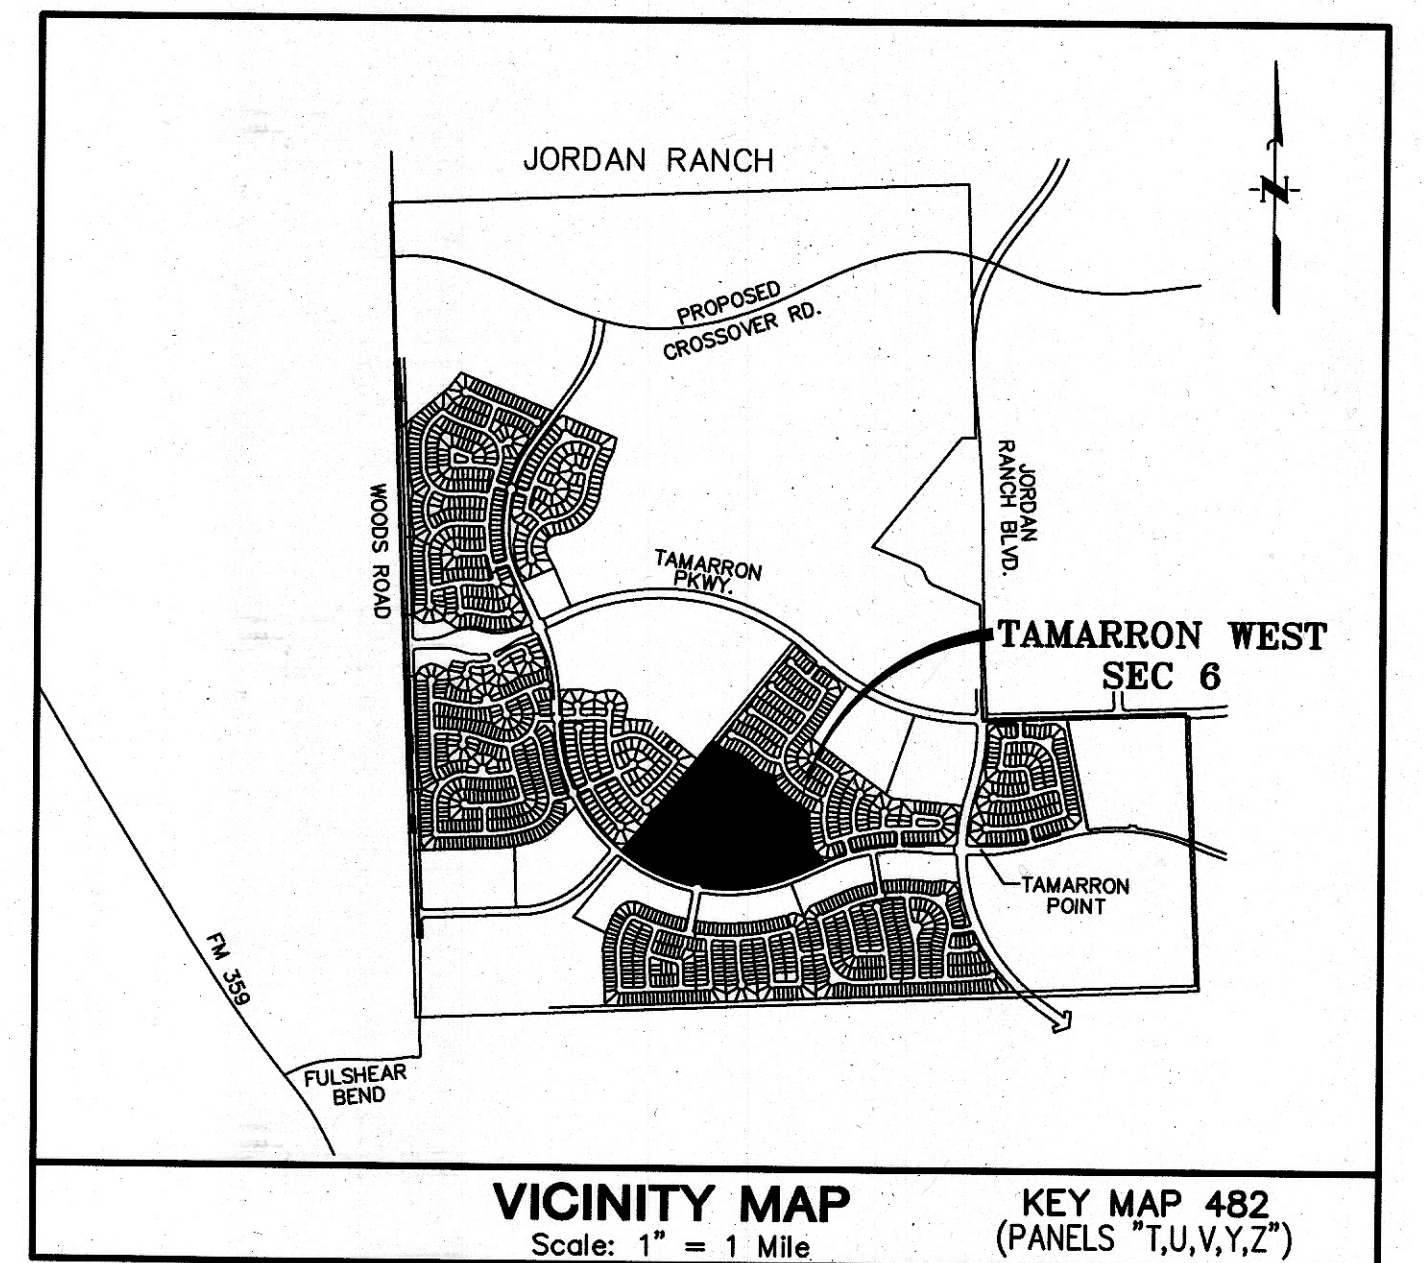 JORDAN RANCH
N
PROPOSED
CROSSOVER RD.
JORDAN
RANCH BLVD.
WOODS ROAD
TAMARRON
PKWY.
TAMARRON WEST
SEC 6
TAMARRON
POINT
FM 359
FULSHEAR
BEND
VICINITY MAP
Scale: 1" = 1 Mile
KEY MAP 482
(PANELS "T,U,V,Y,Z")